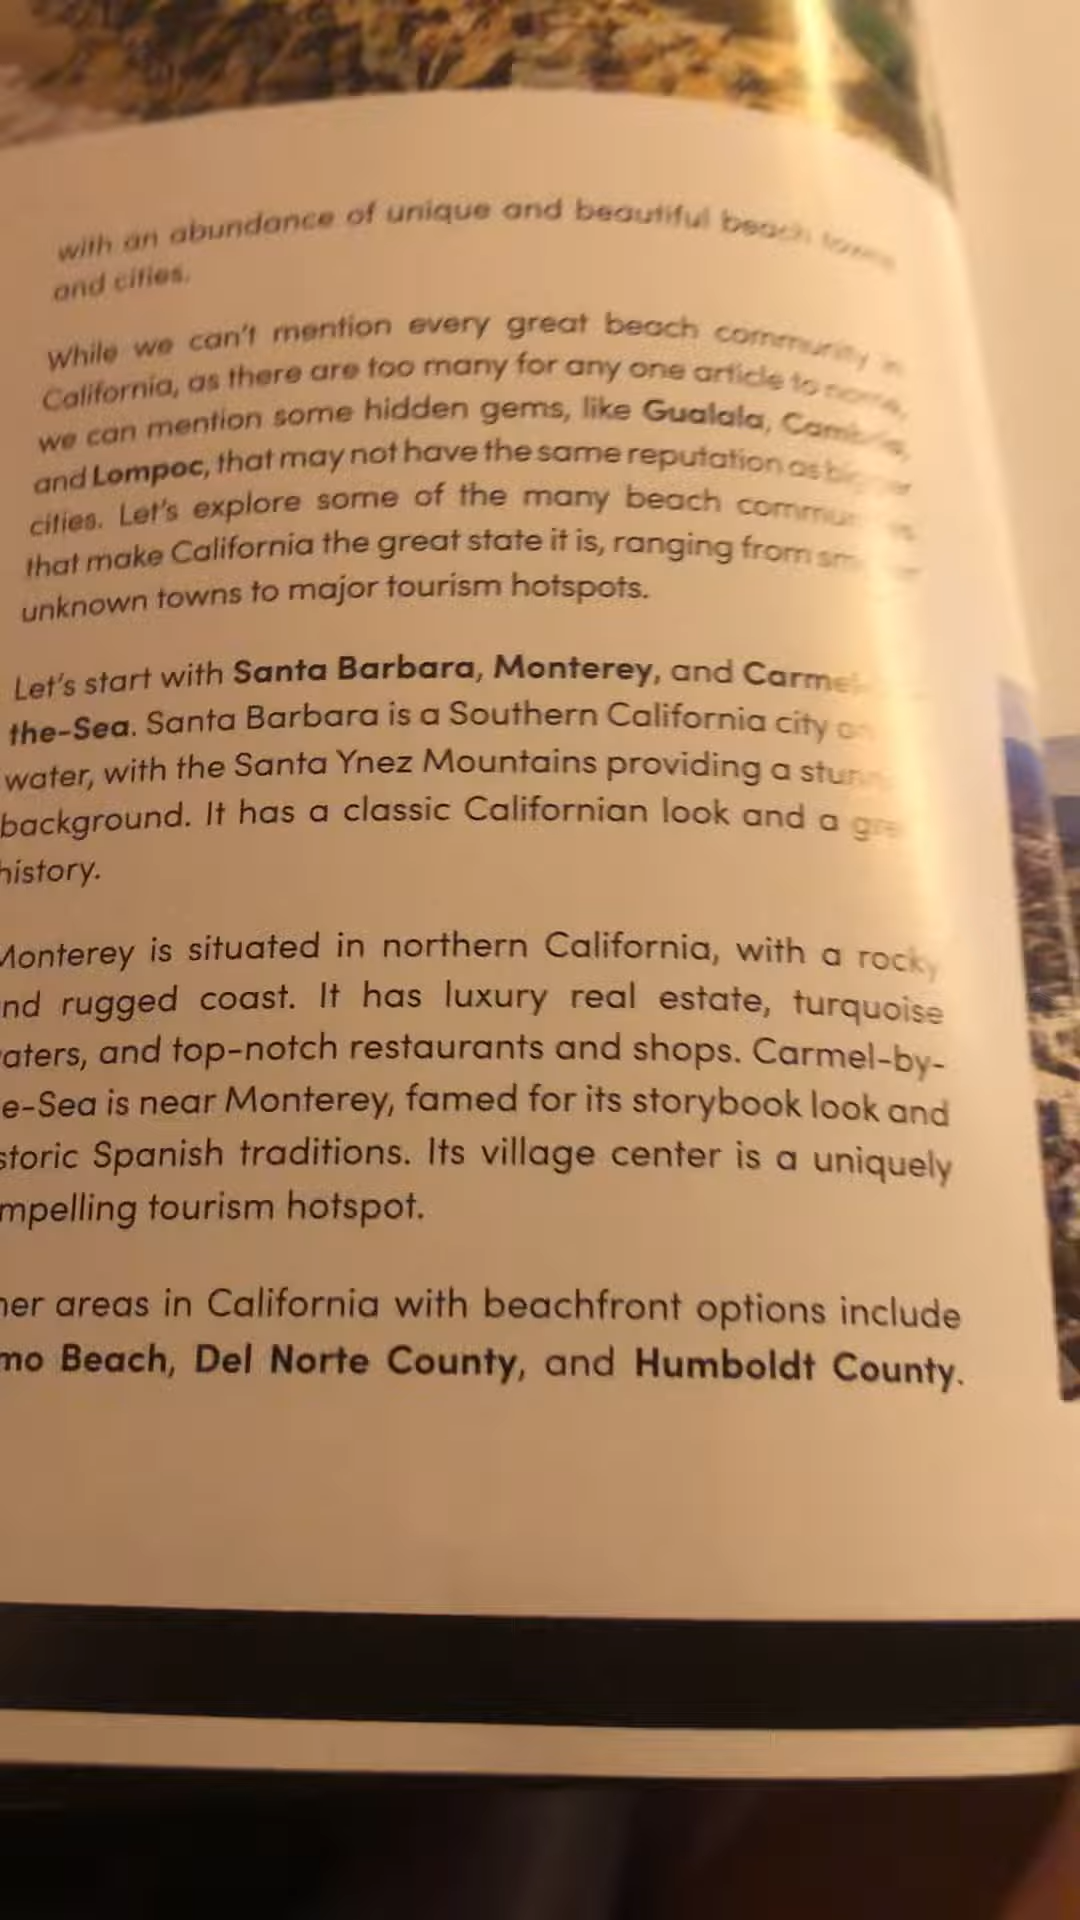 with an abundance of unique and beautiful beach towns
and cities.
While we can't mention every great beach community in
California, as there are too many for any one article to name,
we can mention some hidden gems, like Gualala, Cambria,
and Lompoc, that may not have the same reputation as bigger
cities. Let's explore some of the many beach
that make California the great state it is, ranging from
unknown towns to major tourism hotspots.
Let's start with Santa Barbara, Monterey, and Carmel-
the-Sea. Santa Barbara is a Southern California city
water, with the Santa Ynez Mountains providing a
background. It has a classic Californian look and a
history.
Monterey is situated in northern California, with a rocky
nd rugged coast. It has luxury real estate, turquoise
aters, and top-notch restaurants and shops. Carmel-by-
e-Sea is near Monterey, famed for its storybook look and
storic Spanish traditions. Its village center is a uniquely
mpelling tourism hotspot.
her areas in California with beachfront options include
mo Beach, Del Norte County, and Humboldt County.